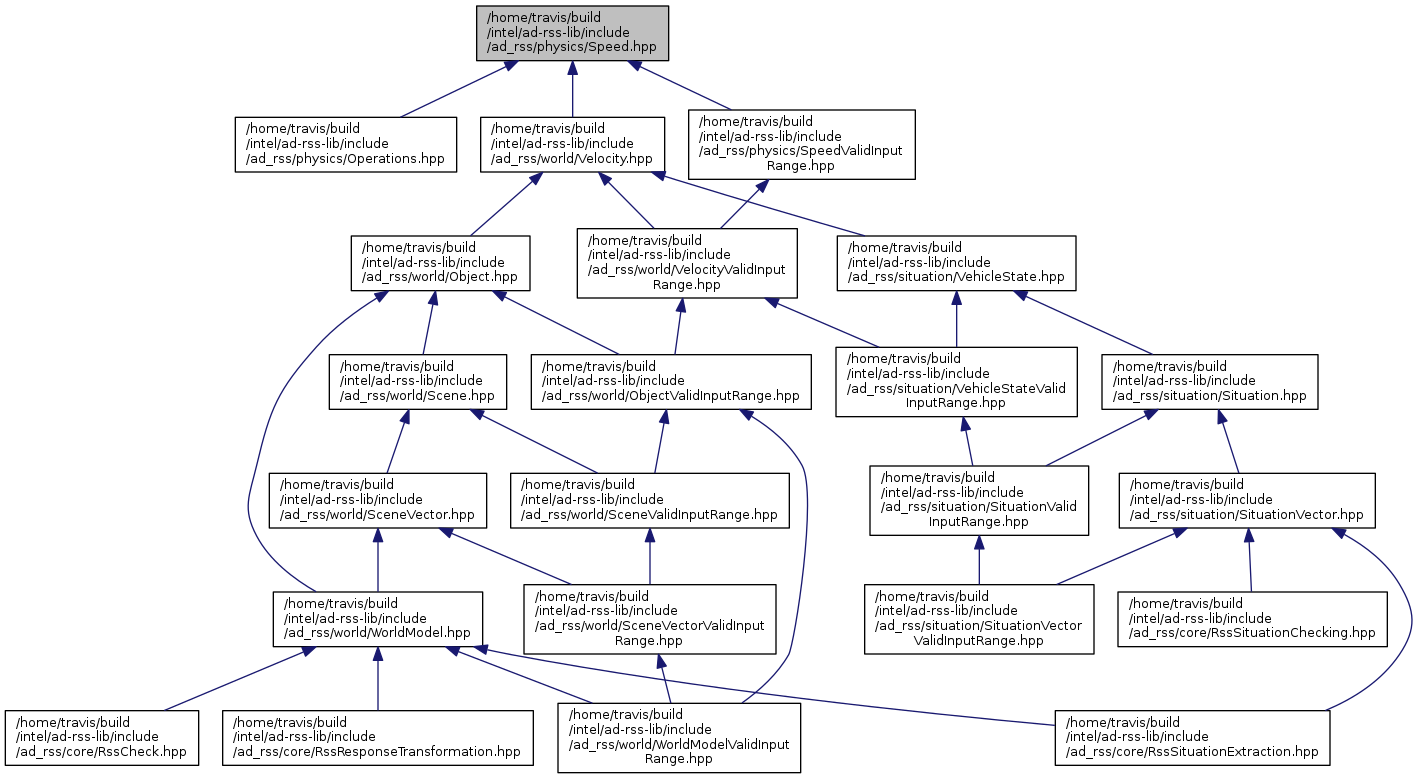 /home/travis/build
/intel/ad-rss-lib/include
/ad_rss/physics/Speed.hpp
/home/travis/build
/intel/ad-rss-lib/include
/ad_rss/physics/Operations.hpp
/home/travis/build
/intel/ad-rss-lib/include
/ad_rss/world/Velocity.hpp
/home/travis/build
/intel/ad-rss-lib/include
/ad_rss/physics/SpeedValidInput
Range.hpp
/home/travis/build
/intel/ad-rss-lib/include
/ad_rss/world/Object.hpp
/home/travis/build
/intel/ad-rss-lib/include
/ad_rss/world/VelocityValidInput
Range.hpp
/home/travis/build
/intel/ad-rss-lib/include
/ad_rss/situation/VehicleState.hpp
/home/travis/build
/intel/ad-rss-lib/include
/ad_rss/world/Scene.hpp
/home/travis/build
/intel/ad-rss-lib/include
/ad_rss/world/ObjectValidInputRange.hpp
/home/travis/build
/intel/ad-rss-lib/include
/ad_rss/situation/VehicleStateValid
InputRange.hpp
/home/travis/build
/intel/ad-rss-lib/include
/ad_rss/situation/Situation.hpp
/home/travis/build
/intel/ad-rss-lib/include
/ad_rss/world/SceneVector.hpp
/home/travis/build
/intel/ad-rss-lib/include
/ad_rss/world/SceneValidInputRange.hpp
/home/travis/build
/intel/ad-rss-lib/include
/ad_rss/situation/SituationValid
InputRange.hpp
/home/travis/build
/intel/ad-rss-lib/include
/ad_rss/situation/SituationVector.hpp
/home/travis/build
/intel/ad-rss-lib/include
/ad_rss/world/WorldModel.hpp
/home/travis/build
/intel/ad-rss-lib/include
/ad_rss/world/SceneVectorValidInput
Range.hpp
/home/travis/build
/intel/ad-rss-lib/include
/ad_rss/situation/SituationVector
ValidInputRange.hpp
/home/travis/build
/intel/ad-rss-lib/include
/ad_rss/core/RssSituationChecking.hpp
/home/travis/build
/intel/ad-rss-lib/include
/ad_rss/core/RssCheck.hpp
/home/travis/build
/intel/ad-rss-lib/include
/ad_rss/core/RssResponseTransformation.hpp
/home/travis/build
/intel/ad-rss-lib/include
/ad_rss/world/WorldModelValidInput
Range.hpp
/home/travis/build
/intel/ad-rss-lib/include
/ad_rss/core/RssSituationExtraction.hpp